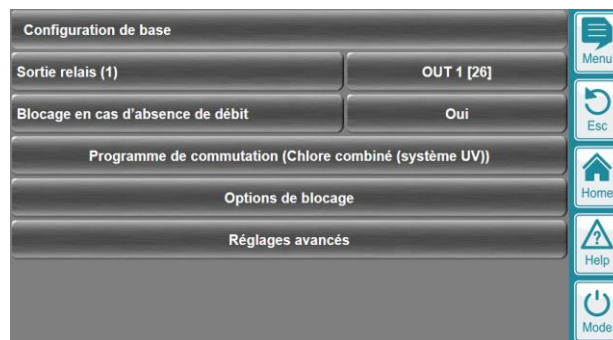 Configuration de base
Sortie relais (1) OUT 1 [26]
Blocage en cas d'absence de débit Oui
Programme de commutation (Chlore combiné (système UV))
Options de blocage
Réglages avancés
Menu
Esc
Home
?
Help
Mode